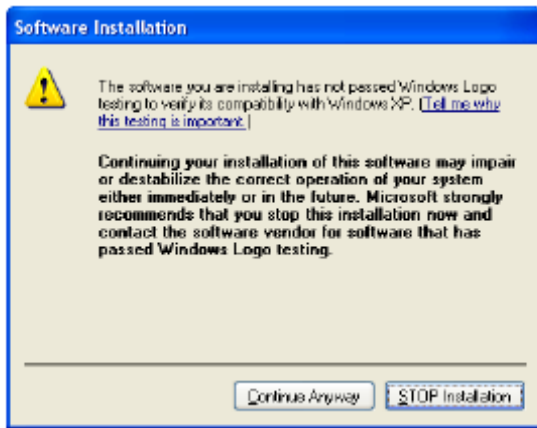 Software Installation
The software you are installing has not passed Windows Logo
testing to verify its compatibility with Windows XP. (Tell me why
this testing is important.)
Continuing your installation of this software may impair
or destabilize the correct operation of your system
either immediately or in the future. Microsoft strongly
recommends that you stop this installation now and
contact the software vendor for software that has
passed Windows Logo testing.
Continue Anyway
STOP Installation